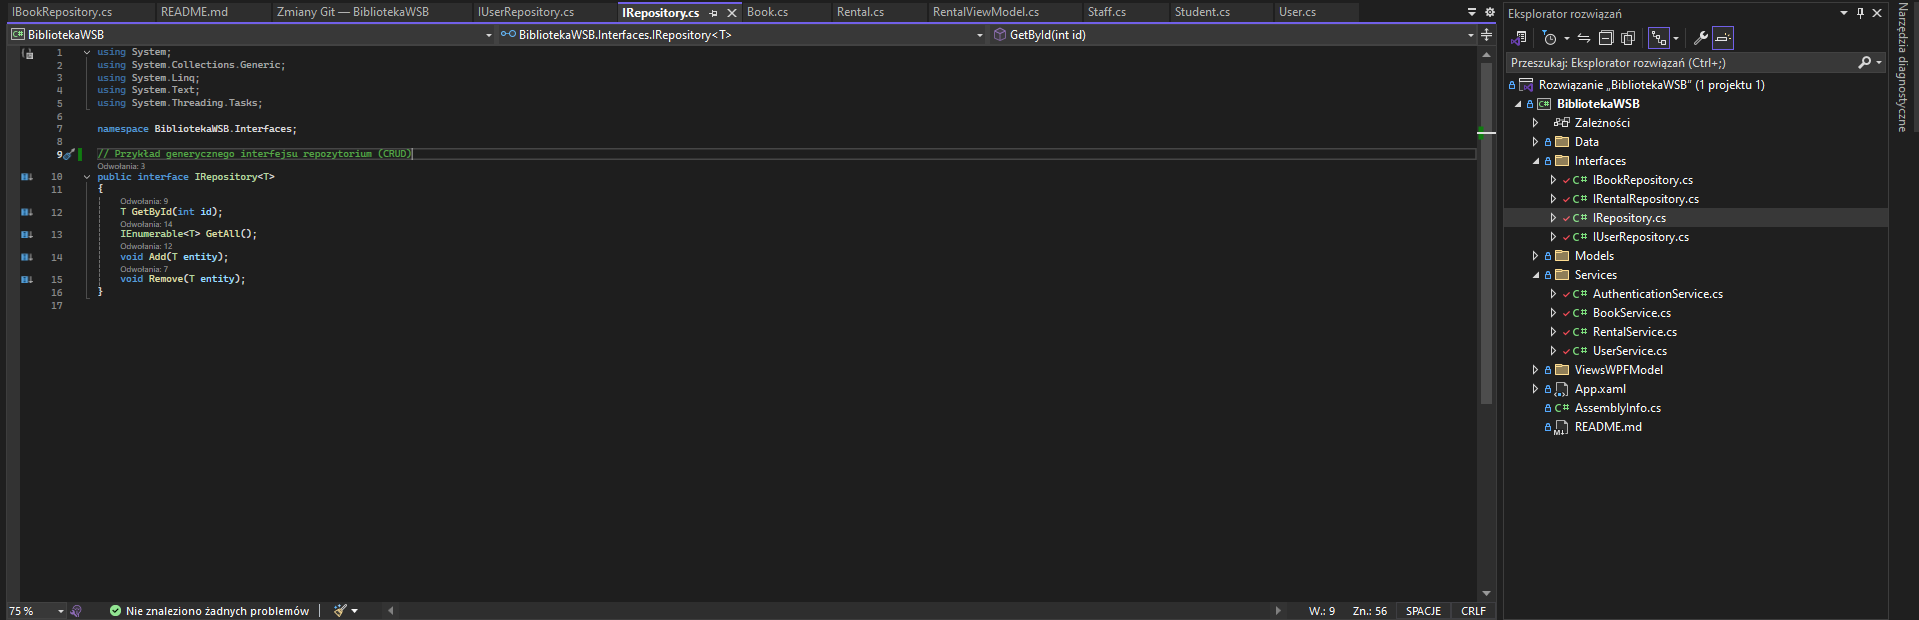 IBookRepository.cs README.md Zmiany Git — BibliotekaWSB IUserRepository.cs IRepository.cs Book.cs Rental.cs RentalViewModel.cs Staff.cs Student.cs User.cs
BibliotekaWSB BibliotekaWSB.Interfaces.IRepository<T> GetById(int id)
1 using System;
2 using System.Collections.Generic;
3 using System.Linq;
4 using System.Text;
5 using System.Threading.Tasks;
6
7 namespace BibliotekaWSB.Interfaces;
8
9 // Przykład generycznego interfejsu repozytorium (CRUD)
Odwołania: 3
10 public interface IRepository<T>
11 {
Odwołania: 9
12 T GetById(int id);
Odwołania: 14
13 IEnumerable<T> GetAll();
Odwołania: 12
14 void Add(T entity);
Odwołania: 7
15 void Remove(T entity);
16 }
17
75 % Nie znaleziono żadnych problemów W.: 9 Zn.: 56 SPACJE CRLF
Eksplorator rozwiązań
Przeszukaj: Eksplorator rozwiązań (Ctrl+;)
Rozwiązanie „BibliotekaWSB” (1 projektu 1)
C# BibliotekaWSB
Zależności
Data
Interfaces
C# IBookRepository.cs
C# IRentalRepository.cs
C# IRepository.cs
C# IUserRepository.cs
Models
Services
C# AuthenticationService.cs
C# BookService.cs
C# RentalService.cs
C# UserService.cs
ViewsWPFModel
App.xaml
C# AssemblyInfo.cs
README.md
Narzędzia diagnostyczne